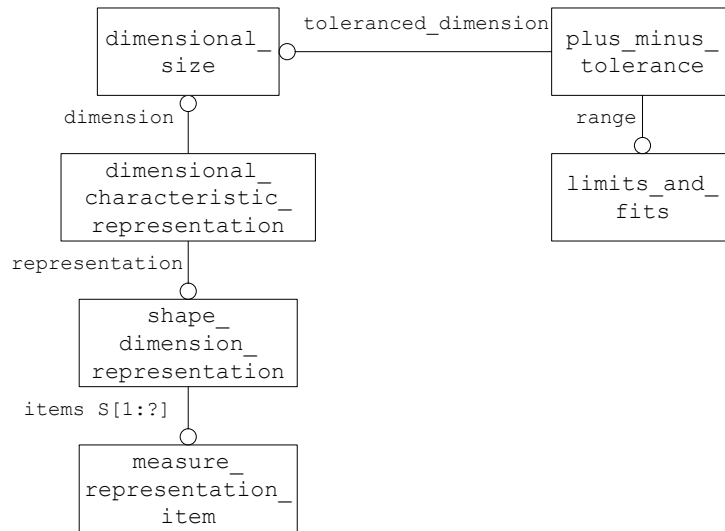 dimensional_
size
toleranced_dimension
plus_minus_
tolerance
dimension
range
dimensional_
characteristic_
representation
limits_and_
fits
representation
shape_
dimension_
representation
items S[1:?]
measure_
representation_
item